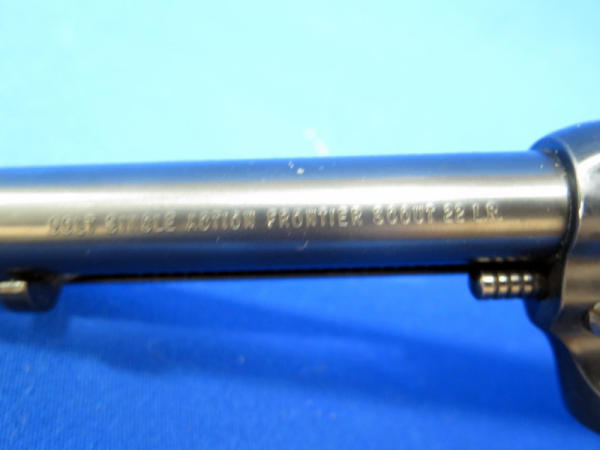 COLT SINGLE ACTION FRONTIER SCOUT 22 L.R.